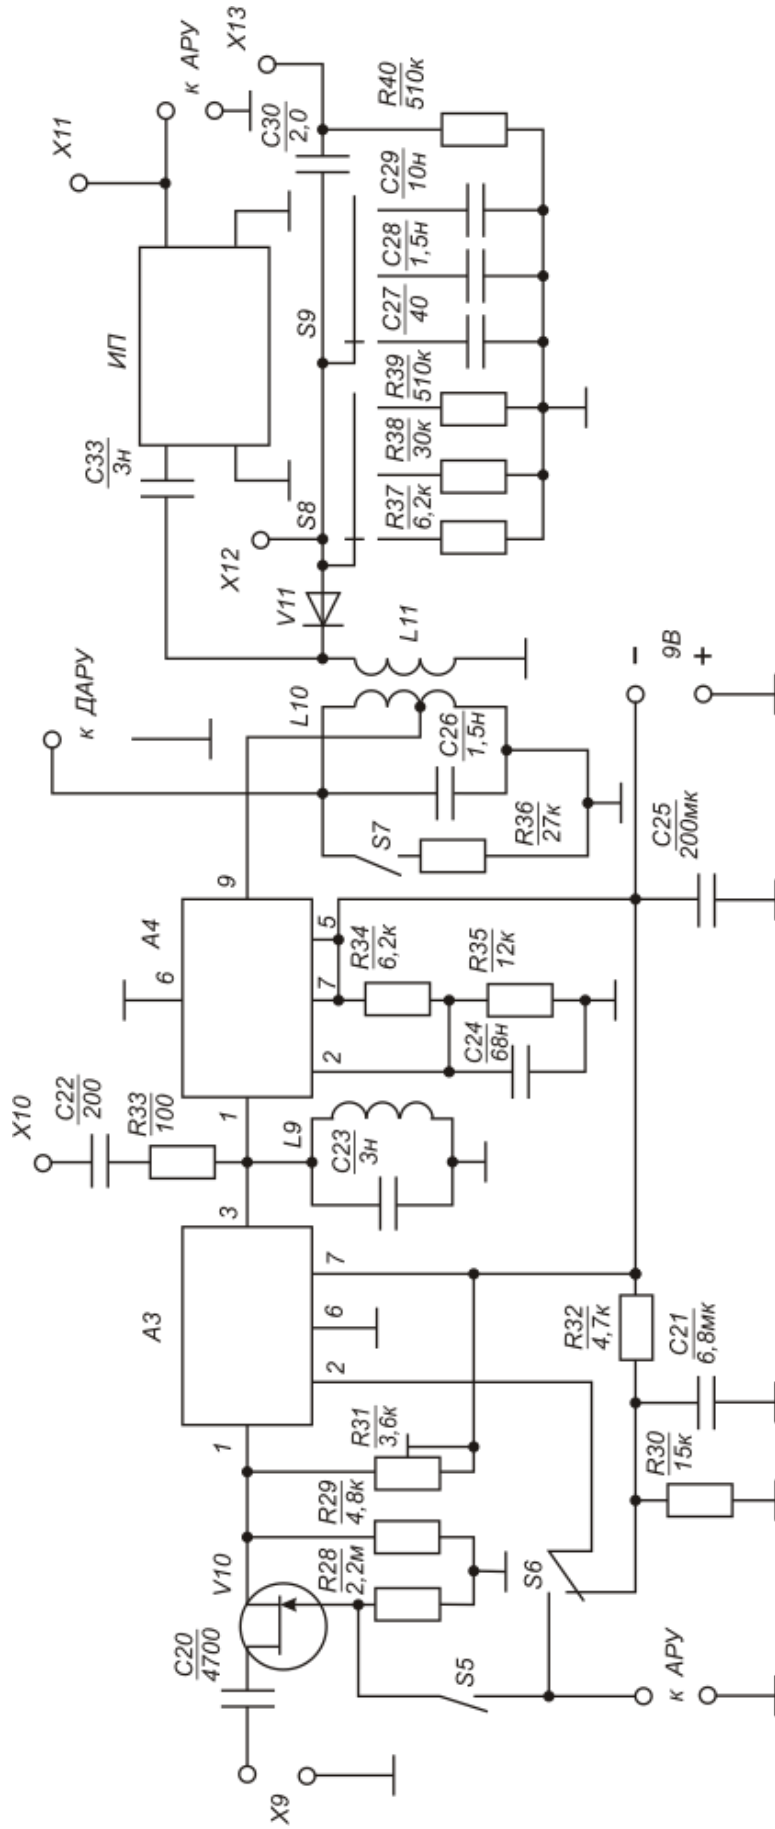 X9
C20
4700
V10
R28
2,2м
R29
4,8к
R31
3,6к
S5
S6
к АРУ
R30
15к
C21
6,8мк
R32
4,7к
A3
1
2
6
7
3
X10
C22
200
R33
100
L9
C23
3н
A4
1
6
9
2
7
5
R34
6,2к
R35
12к
C24
68н
C25
200мк
- 9В +
к ДАРУ
S7
R36
27к
C26
1,5н
L10
L11
V11
X12
C33
3н
ИП
X11
к АРУ
X13
S8
S9
C30
2,0
R37
6,2к
R38
30к
R39
510к
C27
40
C28
1,5н
C29
10н
R40
510к